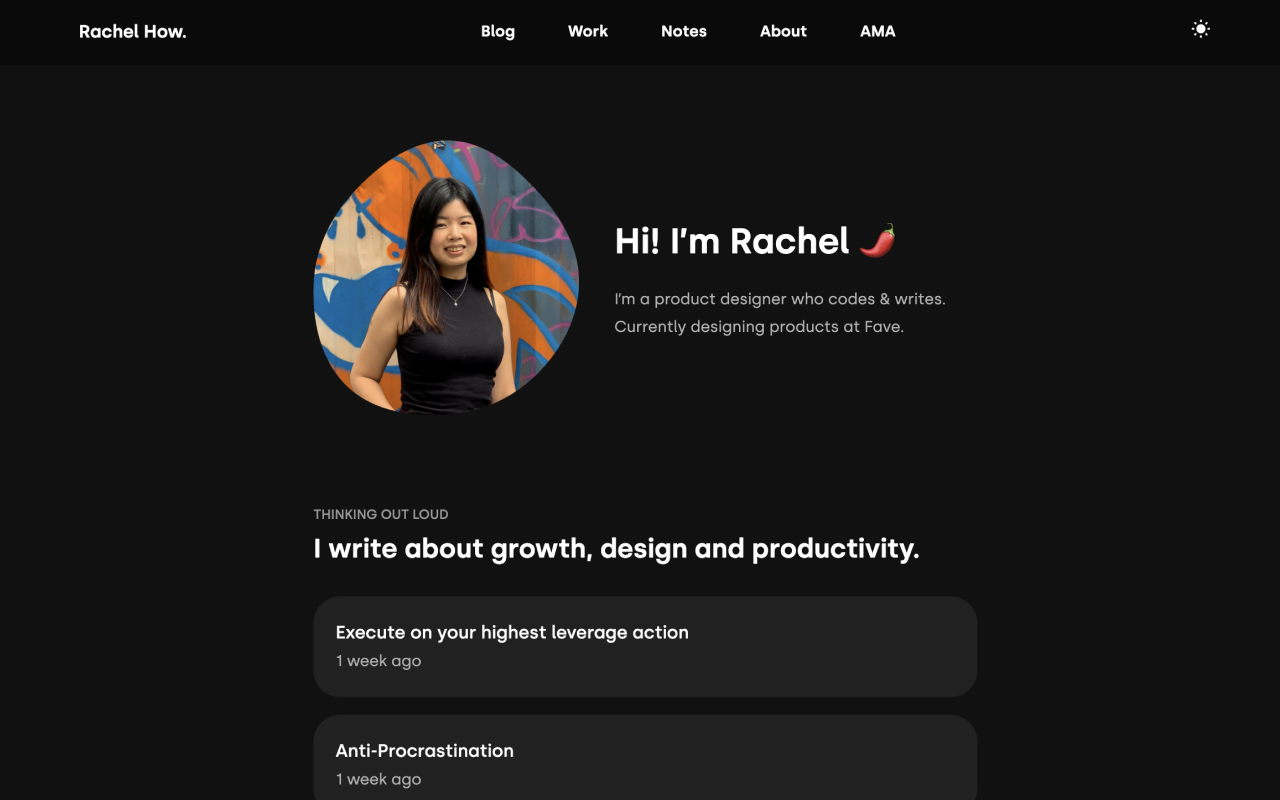 Rachel How.
Blog Work Notes About AMA
Hi! I'm Rachel 🌶️
I'm a product designer who codes & writes.
Currently designing products at Fave.
THINKING OUT LOUD
I write about growth, design and productivity.
Execute on your highest leverage action
1 week ago
Anti-Procrastination
1 week ago